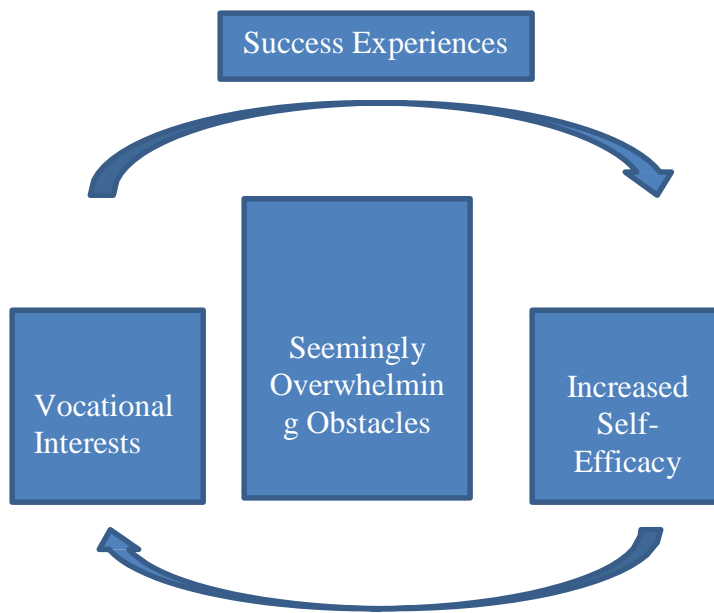 Success Experiences
Vocational
Interests
Seemingly
Overwhelmin
g Obstacles
Increased
Self-
Efficacy